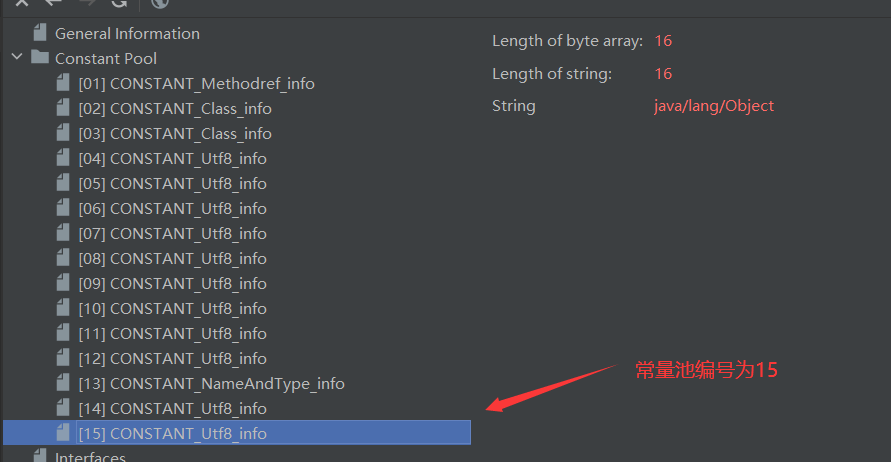 General Information
Constant Pool
[01] CONSTANT_Methodref_info
[02] CONSTANT_Class_info
[03] CONSTANT_Class_info
[04] CONSTANT_Utf8_info
[05] CONSTANT_Utf8_info
[06] CONSTANT_Utf8_info
[07] CONSTANT_Utf8_info
[08] CONSTANT_Utf8_info
[09] CONSTANT_Utf8_info
[10] CONSTANT_Utf8_info
[11] CONSTANT_Utf8_info
[12] CONSTANT_Utf8_info
[13] CONSTANT_NameAndType_info
[14] CONSTANT_Utf8_info
[15] CONSTANT_Utf8_info
Interfaces
Length of byte array: 16
Length of string: 16
String java/lang/Object
常量池编号为15